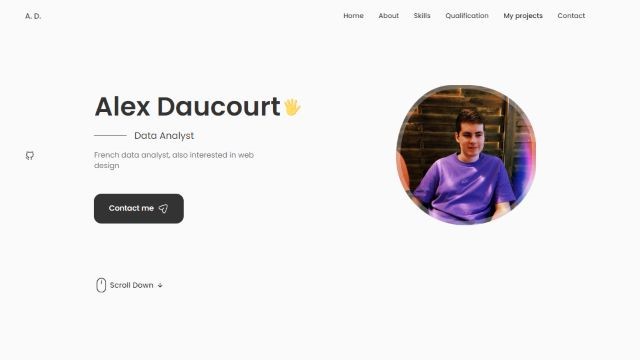 A. D.
Home About Skills Qualification My projects Contact
Alex Daucourt
Data Analyst
French data analyst, also interested in web
design
Contact me
Scroll Down